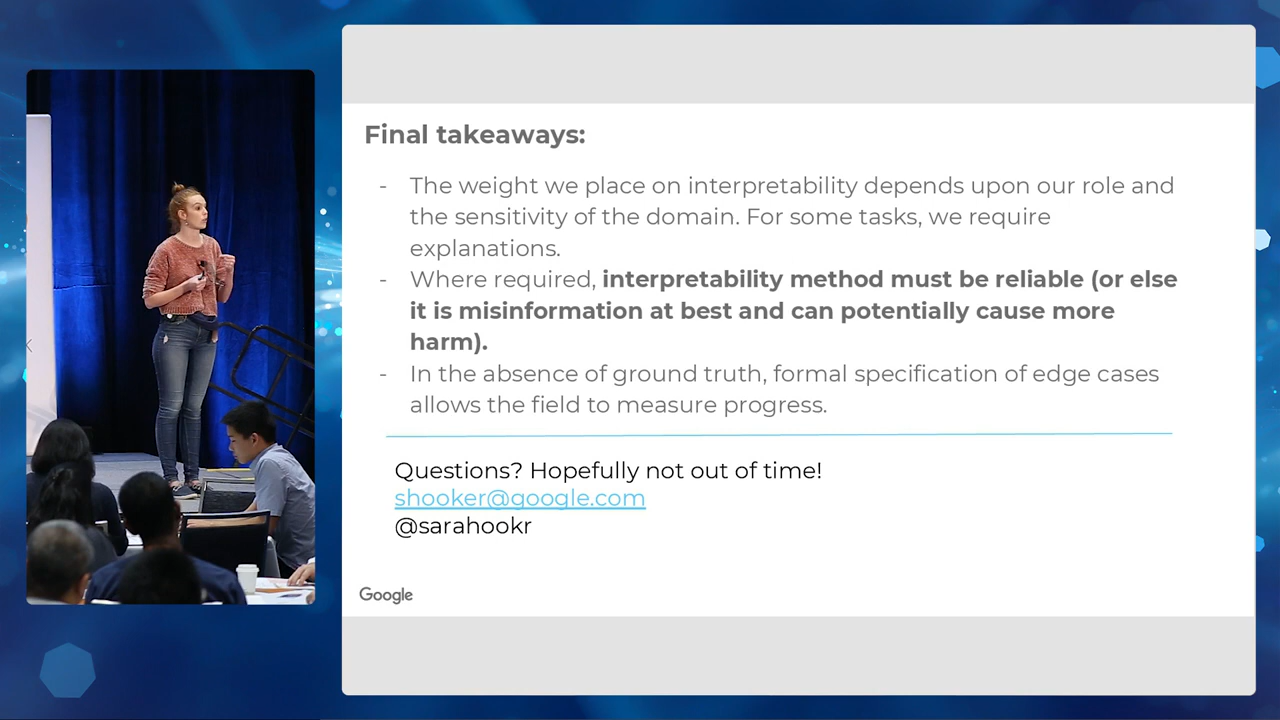 Final takeaways:
- The weight we place on interpretability depends upon our role and
the sensitivity of the domain. For some tasks, we require
explanations.
- Where required, interpretability method must be reliable (or else
it is misinformation at best and can potentially cause more
harm).
- In the absence of ground truth, formal specification of edge cases
allows the field to measure progress.
Questions? Hopefully not out of time!
shooker@google.com
@sarahookr
Google